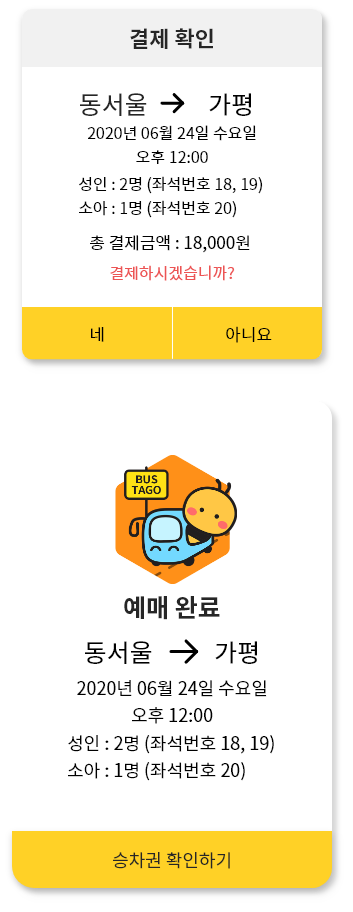 결제 확인
동서울 → 가평
2020년 06월 24일 수요일
오후 12:00
성인 : 2명 (좌석번호 18, 19)
소아 : 1명 (좌석번호 20)
총 결제금액 : 18,000원
결제하시겠습니까?
네 아니요
BUS
TAGO
예매 완료
동서울 → 가평
2020년 06월 24일 수요일
오후 12:00
성인 : 2명 (좌석번호 18, 19)
소아 : 1명 (좌석번호 20)
승차권 확인하기